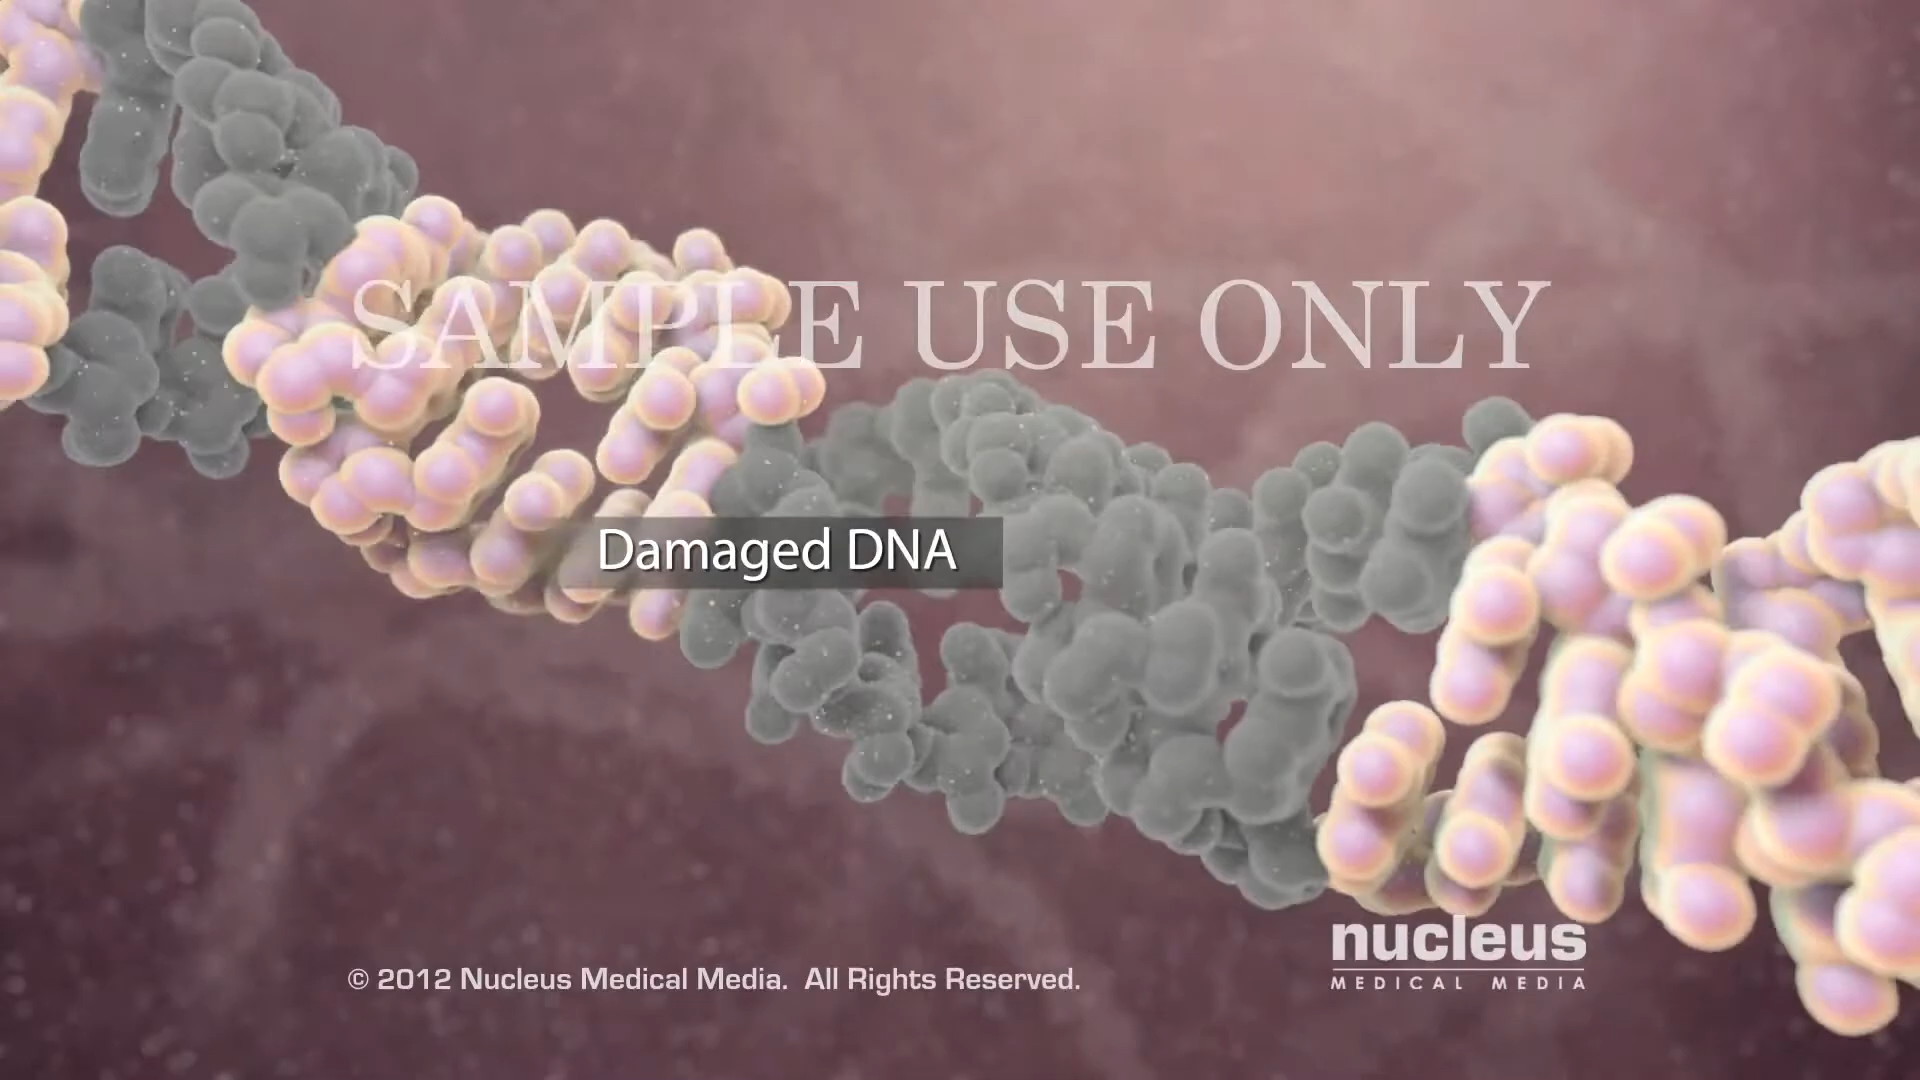 SAMPLE USE ONLY
Damaged DNA
nucleus
MEDICAL MEDIA
© 2012 Nucleus Medical Media. All Rights Reserved.